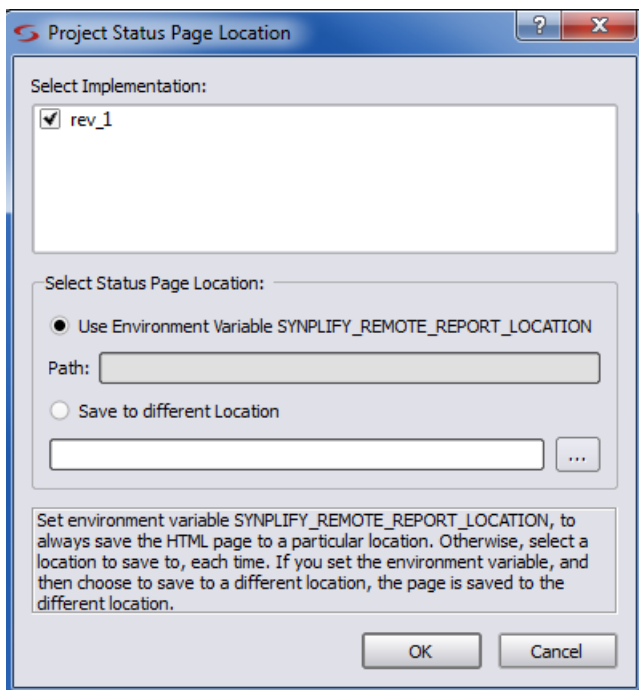 Project Status Page Location
?
X
Select Implementation:
rev_1
Select Status Page Location:
Use Environment Variable SYNPLIFY_REMOTE_REPORT_LOCATION
Path:
Save to different Location
...
Set environment variable SYNPLIFY_REMOTE_REPORT_LOCATION, to
always save the HTML page to a particular location. Otherwise, select a
location to save to, each time. If you set the environment variable, and
then choose to save to a different location, the page is saved to the
different location.
OK
Cancel